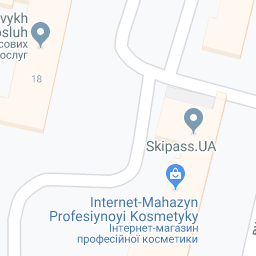 vykh
osluh
сових
ослуг
18
Skipass.UA
Internet-Mahazyn
Profesiynoyi Kosmetyky
Інтернет-магазин
професійної косметики